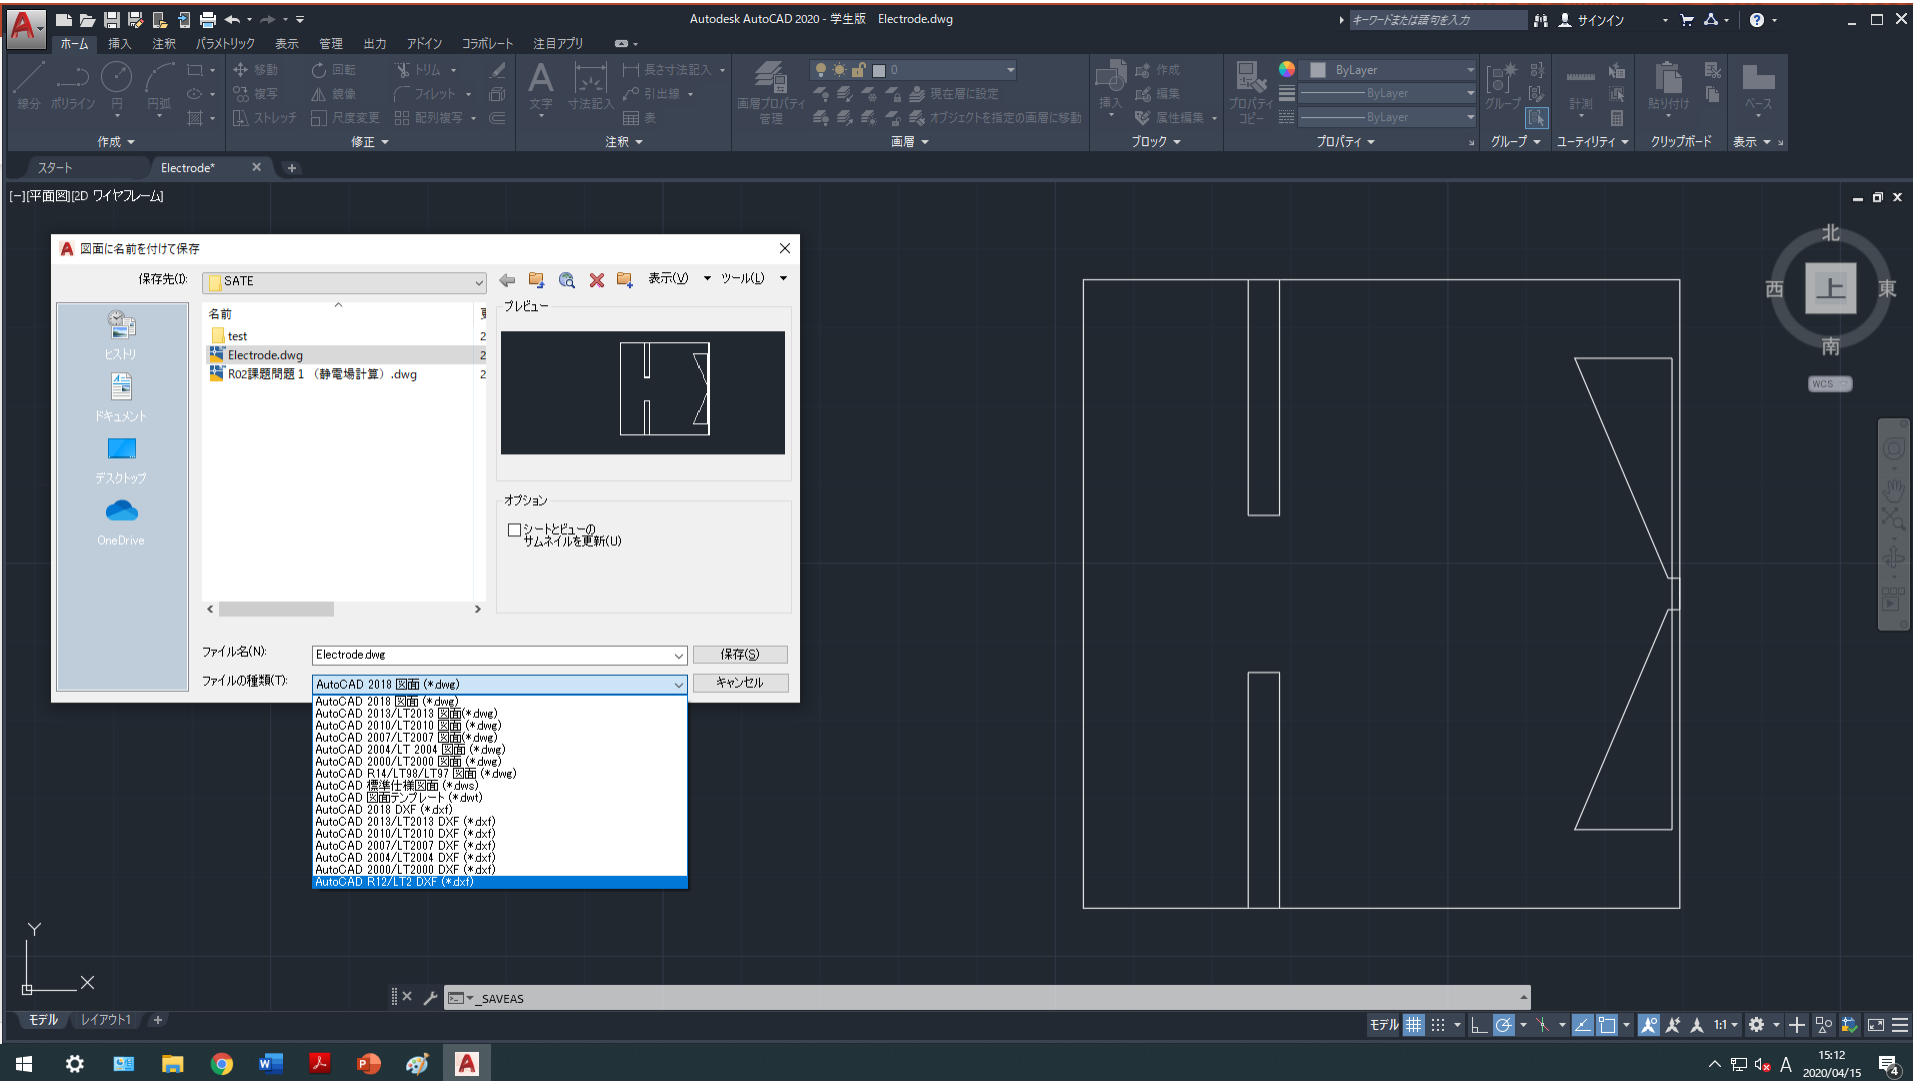 Autodesk AutoCAD 2020 - 学生版 Electrode.dwg
キーワードまたは語句を入力
サインイン
ホーム 挿入 注釈 パラメトリック 表示 管理 出力 アドイン コラボレート 注目アプリ
線分 ポリライン 円 円弧
移動 回転 トリム
複写 鏡像 フィレット
ストレッチ 尺度変更 配列複写
文字 寸法記入
長さ寸法記入
引出線
表
画層プロパティ管理
0
現在層に設定
オブジェクトを指定の画層に移動
挿入
作成
編集
属性編集
プロパティコピー
ByLayer
ByLayer
ByLayer
グループ 計測 貼り付け ベース
作成 修正 注釈 画層 ブロック プロパティ グループ ユーティリティ クリップボード 表示
スタート Electrode*
[−][平面図][2D ワイヤフレーム]
図面に名前を付けて保存
保存先(I): SATE 表示(V) ツール(L)
名前
test 2
Electrode.dwg 2
R02課題問題１（静電場計算）.dwg 2
ヒストリ
ドキュメント
デスクトップ
OneDrive
プレビュー
オプション
シートとビューの
サムネイルを更新(U)
ファイル名(N): Electrode.dwg 保存(S)
ファイルの種類(T): AutoCAD 2018 図面 (*.dwg) キャンセル
AutoCAD 2018 図面 (*.dwg)
AutoCAD 2013/LT2013 図面(*.dwg)
AutoCAD 2010/LT2010 図面 (*.dwg)
AutoCAD 2007/LT2007 図面(*.dwg)
AutoCAD 2004/LT 2004 図面 (*.dwg)
AutoCAD 2000/LT2000 図面 (*.dwg)
AutoCAD R14/LT98/LT97 図面 (*.dwg)
AutoCAD 標準仕様図面 (*.dws)
AutoCAD 図面テンプレート (*.dwt)
AutoCAD 2018 DXF (*.dxf)
AutoCAD 2013/LT2013 DXF (*.dxf)
AutoCAD 2010/LT2010 DXF (*.dxf)
AutoCAD 2007/LT2007 DXF (*.dxf)
AutoCAD 2004/LT2004 DXF (*.dxf)
AutoCAD 2000/LT2000 DXF (*.dxf)
AutoCAD R12/LT2 DXF (*.dxf)
北
西 上 東
南
WCS
Y
X
_SAVEAS
モデル レイアウト1
モデル 1:1
A 15:12
2020/04/15
4